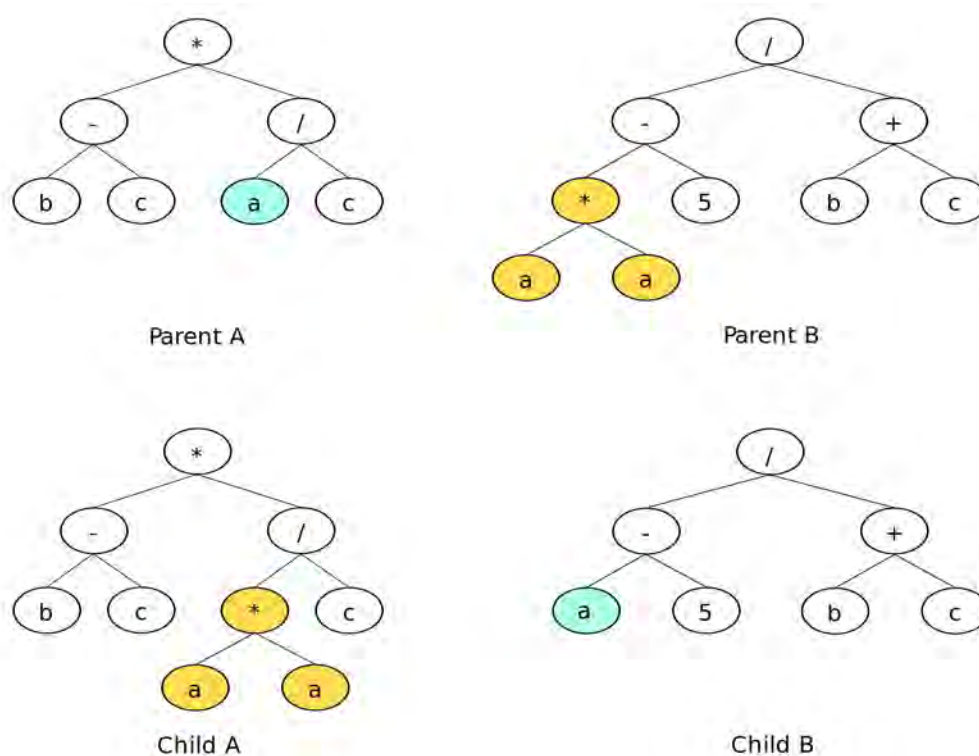 * /
- / - +
b c a c * 5 b c
a a
Parent A Parent B
* /
- / - +
b c * c a 5 b c
a a
Child A Child B